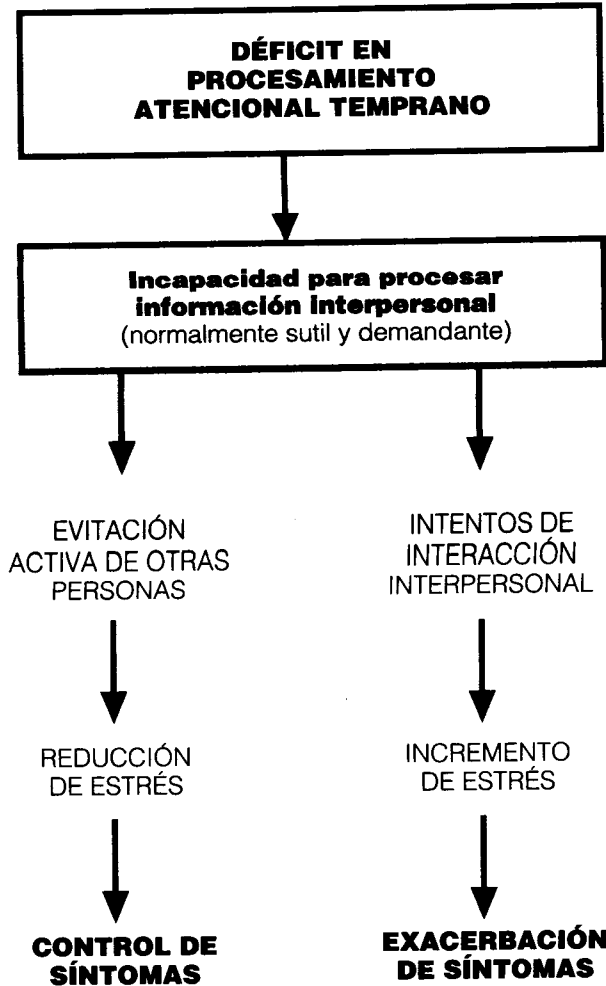 DÉFICIT EN
PROCESAMIENTO
ATENCIONAL TEMPRANO
Incapacidad para procesar
información interpersonal
(normalmente sutil y demandante)
EVITACIÓN
ACTIVA DE OTRAS
PERSONAS
REDUCCIÓN
DE ESTRÉS
CONTROL DE
SÍNTOMAS
INTENTOS DE
INTERACCIÓN
INTERPERSONAL
INCREMENTO
DE ESTRÉS
EXACERBACIÓN
DE SÍNTOMAS